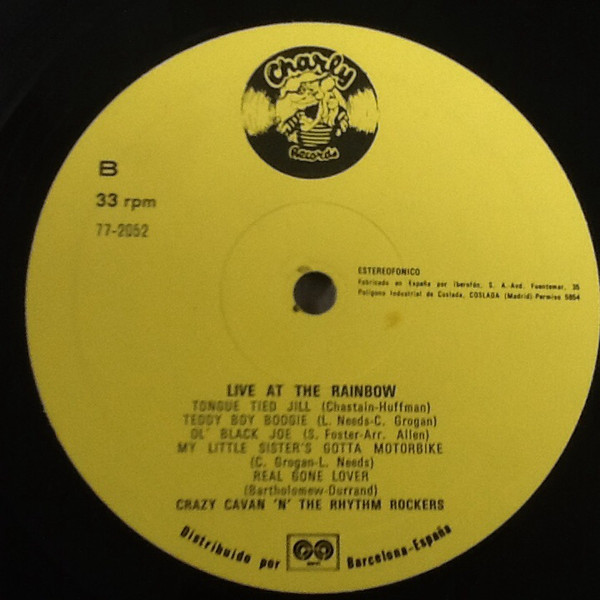 Charly
Records
B
33 rpm
77-2052
ESTEREOFONICO
Fabricado en España por Iberofón, S. A.-Avd. Fuentemar, 35
Polígono Industrial de Coslada, COSLADA (Madrid) Permiso 5954
LIVE AT THE RAINBOW
TONGUE TIED JILL (Chastain-Huffman)
TEDDY BOY BOOGIE (L. Needs-C. Grogan)
OL' BLACK JOE (S. Foster-Arr. Allen)
MY LITTLE SISTER'S GOTTA MOTORBIKE
(C. Grogan-L. Needs)
REAL GONE LOVER
(Bartholomew-Durrand)
CRAZY CAVAN 'N' THE RHYTHM ROCKERS
Distribuido por Barcelona-España